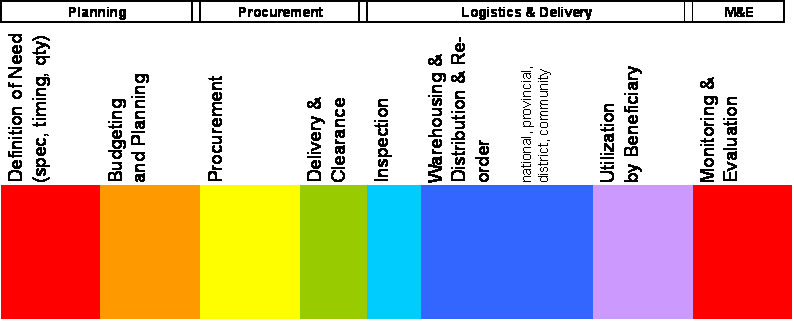 Planning
Procurement
Logistics & Delivery
M&E
Definition of Need
(spec, timing, qty)
Budgeting
and Planning
Procurement
Delivery &
Clearance
Inspection
Warehousing &
Distribution & Re-
order
national, provincial,
district, community
Utilization
by Beneficiary
Monitoring &
Evaluation